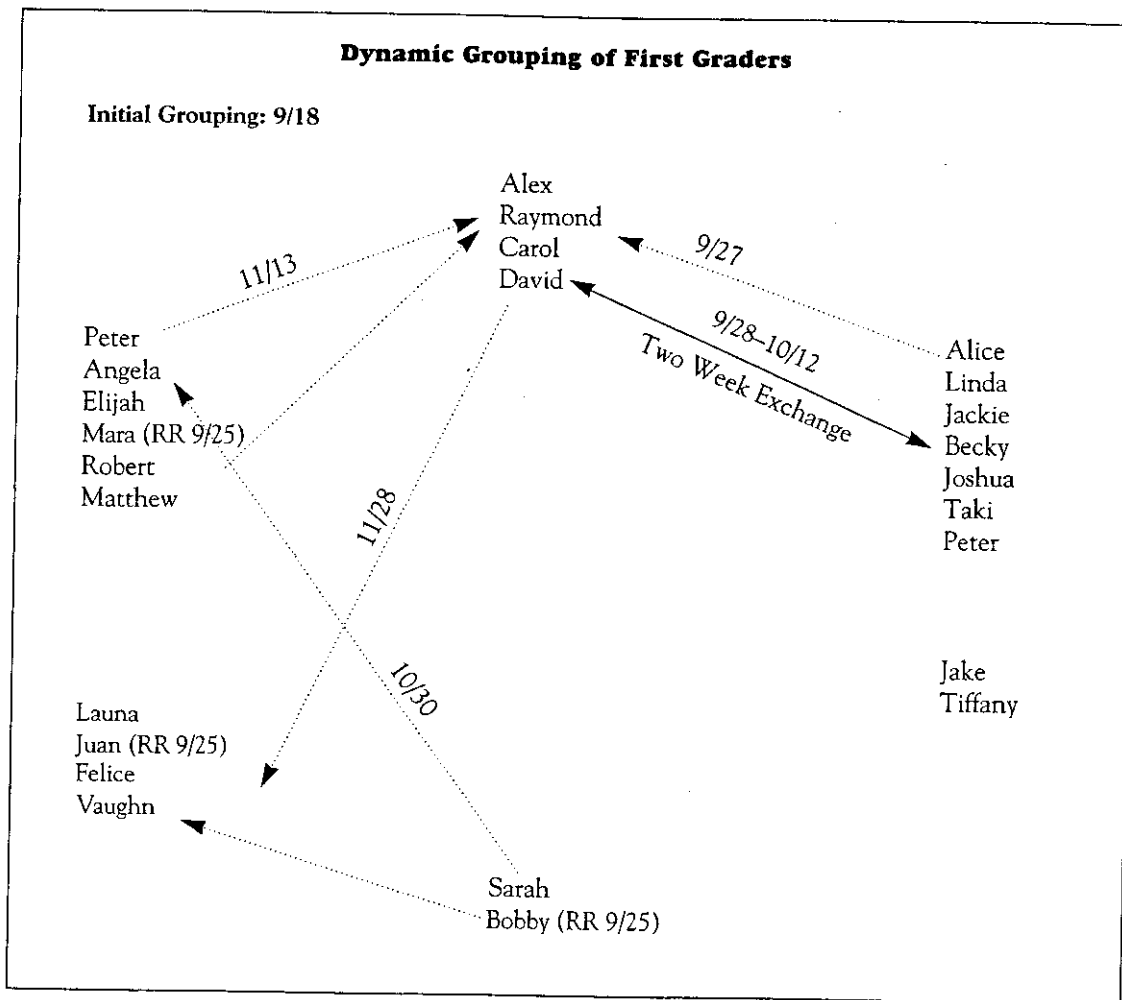 Dynamic Grouping of First Graders
Initial Grouping: 9/18
Alex
Raymond
Carol
David
11/13
9/27
9/28–10/12
Two Week Exchange
Peter
Angela
Elijah
Mara (RR 9/25)
Robert
Matthew
Alice
Linda
Jackie
Becky
Joshua
Taki
Peter
11/28
10/30
Jake
Tiffany
Launa
Juan (RR 9/25)
Felice
Vaughn
Sarah
Bobby (RR 9/25)